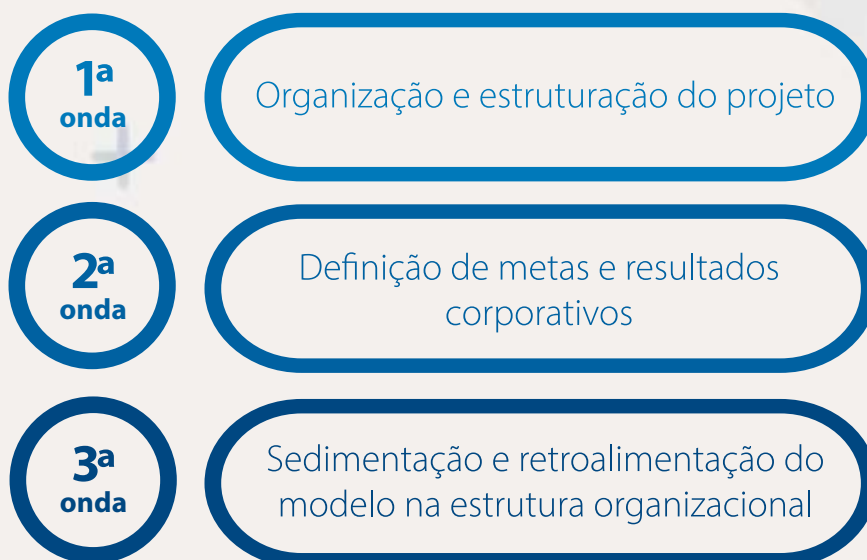 1ª
onda
Organização e estruturação do projeto
2ª
onda
Definição de metas e resultados
corporativos
3ª
onda
Sedimentação e retroalimentação do
modelo na estrutura organizacional